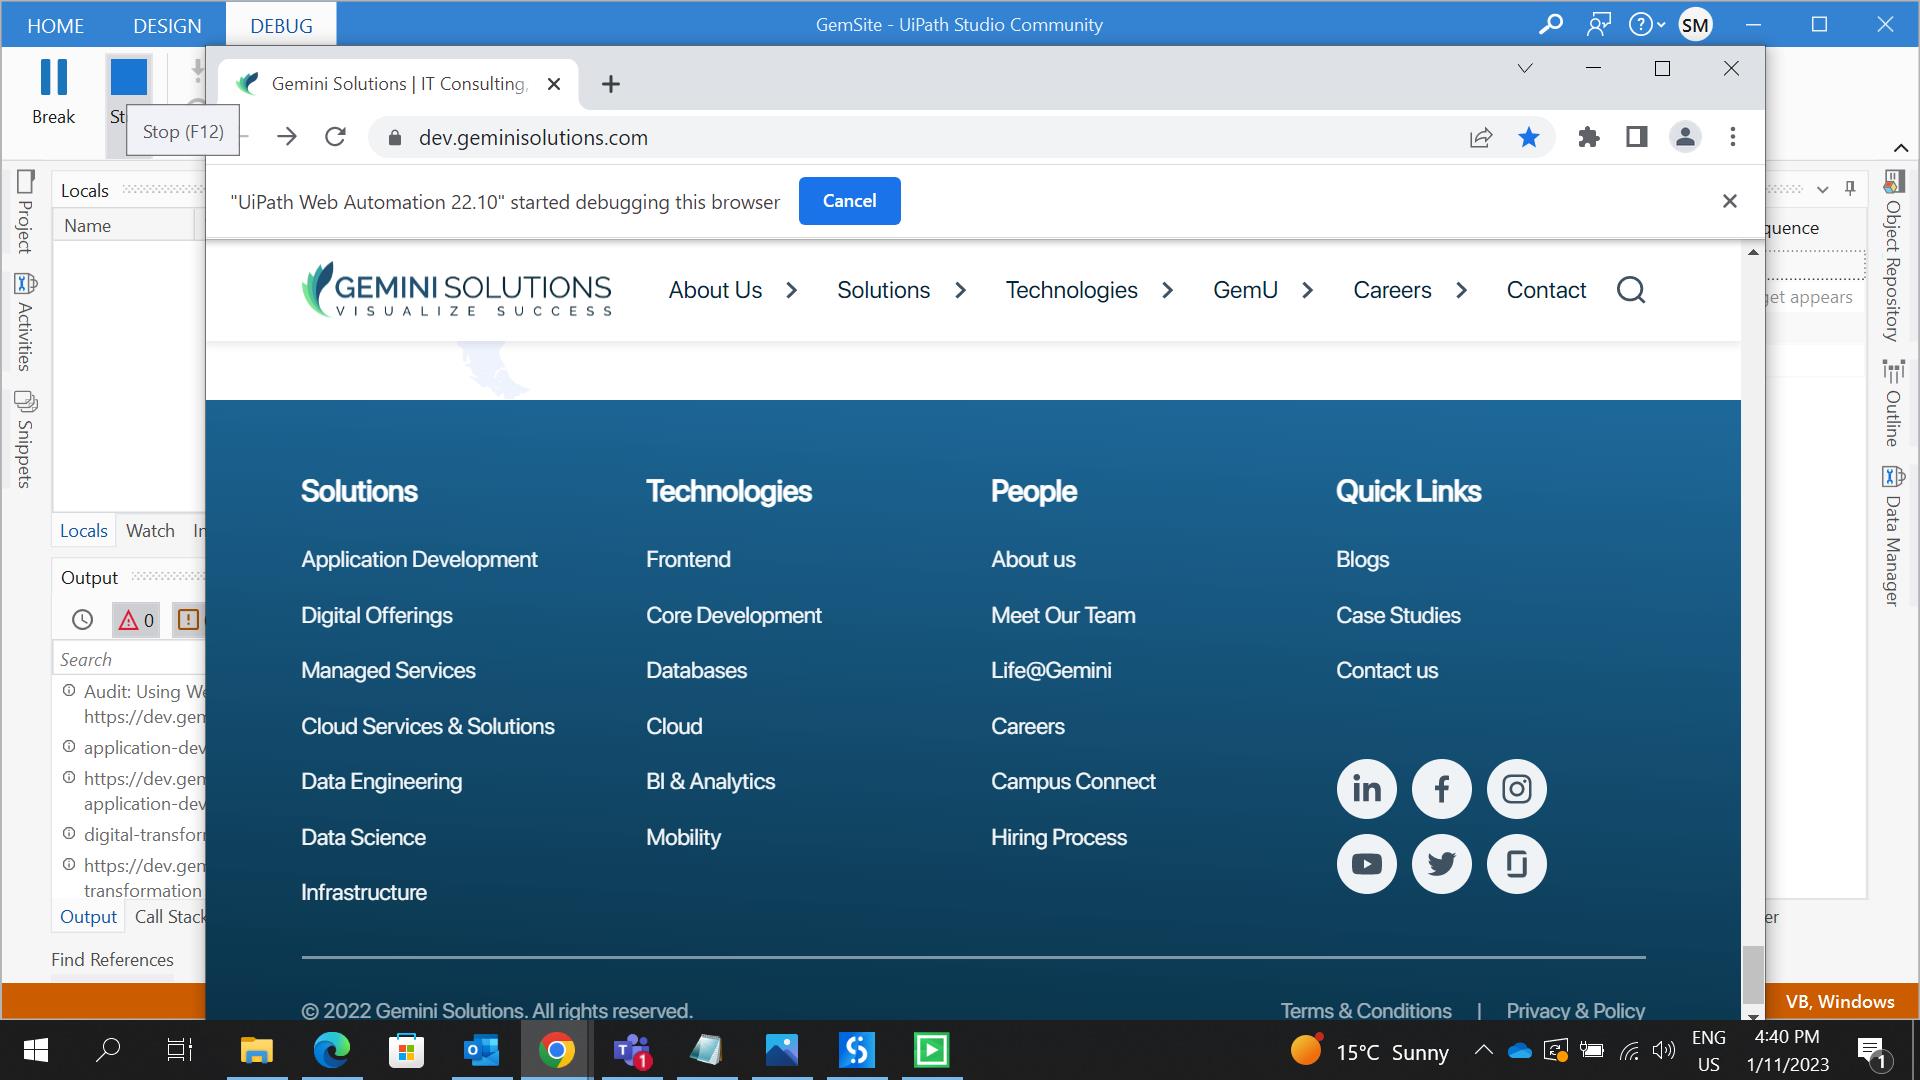 HOME DESIGN DEBUG GemSite - UiPath Studio Community SM
Break
Stop (F12)
Gemini Solutions | IT Consulting,
dev.geminisolutions.com
"UiPath Web Automation 22.10" started debugging this browser Cancel
Project
Activities
Snippets
Locals
Name
Locals Watch
Output
0
Search
Audit: Using
https://dev.gem
application-dev
https://dev.gem
application-dev
digital-transfor
https://dev.gem
transformation
Output Call Stack
Find References
GEMINI SOLUTIONS
VISUALIZE SUCCESS
About Us Solutions Technologies GemU Careers Contact
Solutions
Application Development
Digital Offerings
Managed Services
Cloud Services & Solutions
Data Engineering
Data Science
Infrastructure
Technologies
Frontend
Core Development
Databases
Cloud
BI & Analytics
Mobility
People
About us
Meet Our Team
Life@Gemini
Careers
Campus Connect
Hiring Process
Quick Links
Blogs
Case Studies
Contact us
© 2022 Gemini Solutions. All rights reserved. Terms & Conditions | Privacy & Policy
quence
get appears
Object Repository
Outline
Data Manager
VB, Windows
15°C Sunny
ENG
US
4:40 PM
1/11/2023
1
1